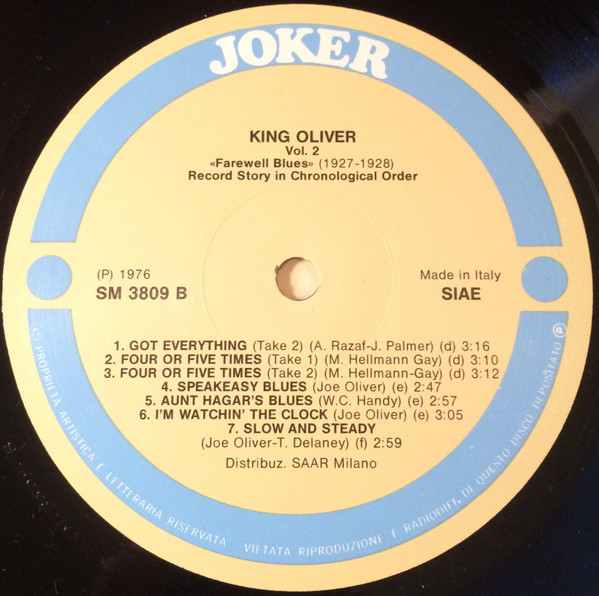 JOKER
KING OLIVER
Vol. 2
«Farewell Blues» (1927-1928)
Record Story in Chronological Order
(P) 1976
SM 3809 B
Made in Italy
SIAE
1. GOT EVERYTHING (Take 2) (A. Razaf-J. Palmer) (d) 3:16
2. FOUR OR FIVE TIMES (Take 1) (M. Hellmann Gay) (d) 3:10
3. FOUR OR FIVE TIMES (Take 2) (M. Hellmann-Gay) (d) 3:12
4. SPEAKEASY BLUES (Joe Oliver) (e) 2:47
5. AUNT HAGAR'S BLUES (W.C. Handy) (e) 2:57
6. I'M WATCHIN' THE CLOCK (Joe Oliver) (e) 3:05
7. SLOW AND STEADY
(Joe Oliver-T. Delaney) (f) 2:59
Distribuz. SAAR Milano
(C) PROPRIETÀ ARTISTICA E LETTERARIA RISERVATA - VIETATA RIPRODUZIONE E RADIODIFF. DI QUESTO DISCO DEPOSITATO ℗